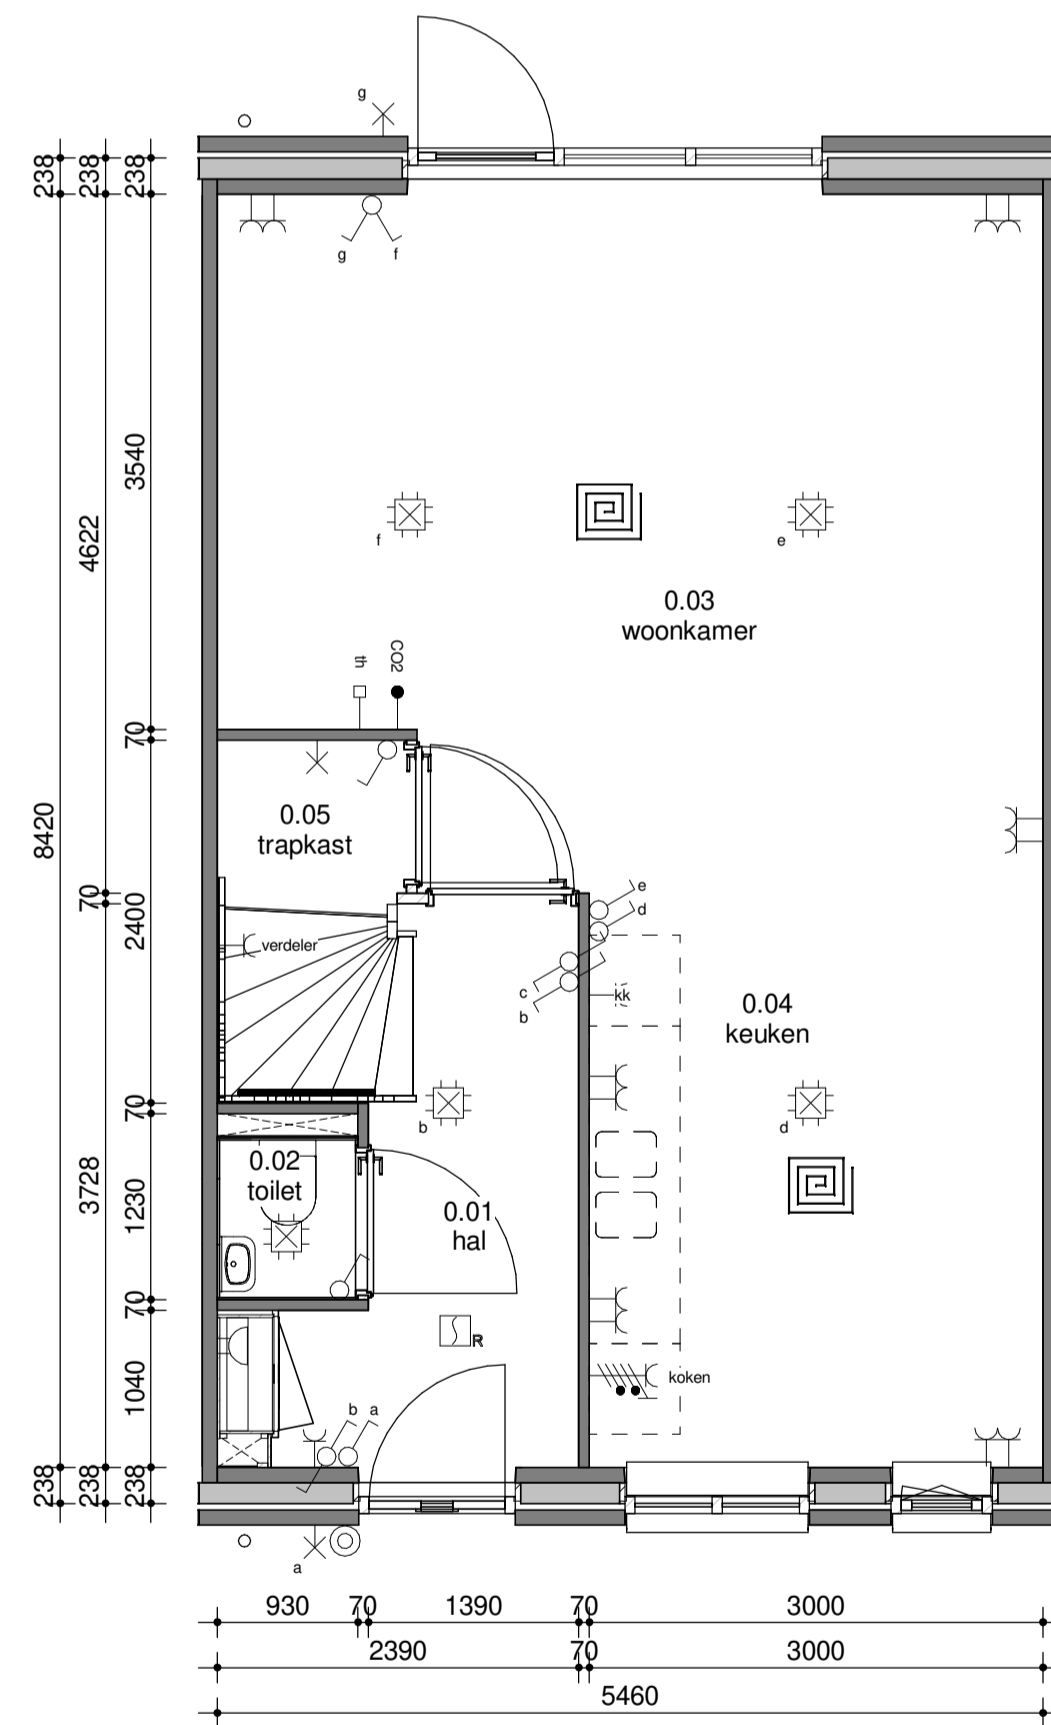 g
238
238
238
g
f
3540
4622
8420
f
e
0.03
woonkamer
th
CO2
70
0.05
trapkast
70
2400
verdeler
e
d
c
b
kk
0.04
keuken
b
d
70
0.02
toilet
3728
1230
0.01
hal
70
R
1040
koken
b
a
238
238
238
a
930
70
1390
70
3000
2390
70
3000
5460